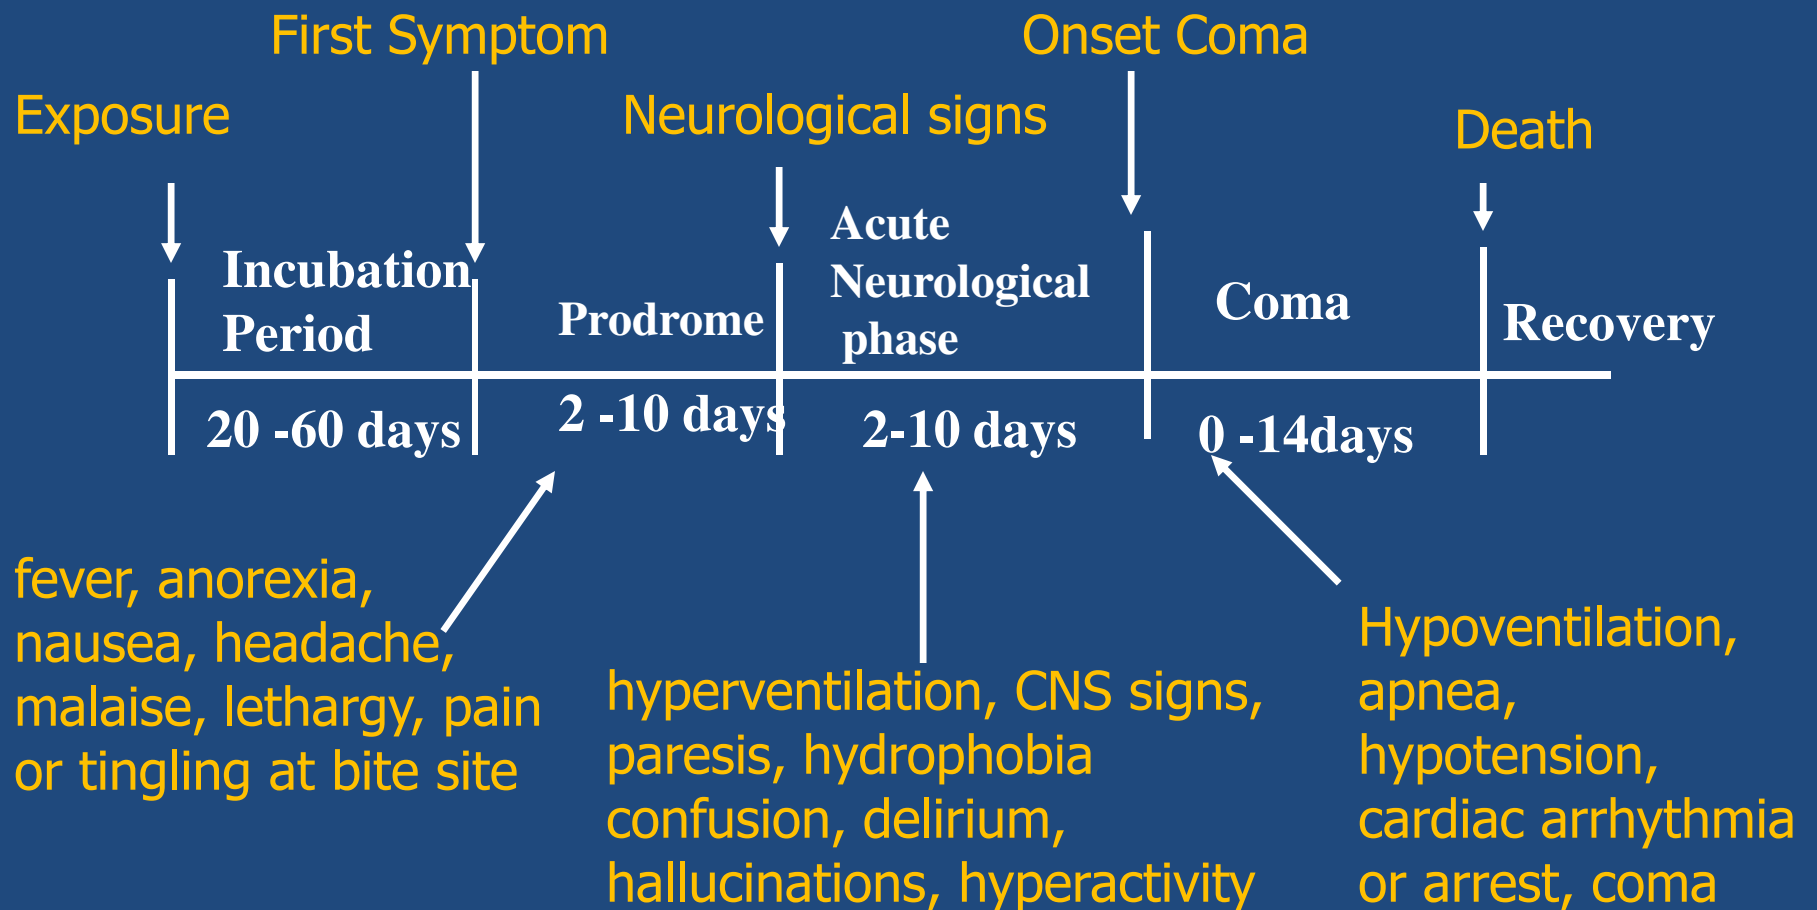 First Symptom
Onset Coma
Exposure
Neurological signs
Death
Incubation
Period
Prodrome
Acute
Neurological
phase
Coma
Recovery
20 -60 days
2 -10 days
2-10 days
0 -14days
fever, anorexia,
nausea, headache,
malaise, lethargy, pain
or tingling at bite site
hyperventilation, CNS signs,
paresis, hydrophobia
confusion, delirium,
hallucinations, hyperactivity
Hypoventilation,
apnea,
hypotension,
cardiac arrhythmia
or arrest, coma